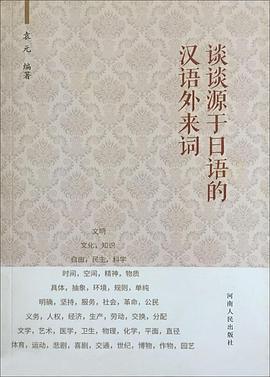 谈谈源于日语的
汉语外来词
袁元 编著
文明
文化，知识
自由，民主，科学
时间，空间，精神，物质
具体，抽象，环境，规则，单纯
明确，坚持，服务，社会，革命，公民
义务，人权，经济，生产，劳动，交换，分配
文学，艺术，医学，卫生，物理，化学，平面，直径
体育，运动，悲剧，喜剧，交通，世纪，博物，作物，园艺
河南人民出版社